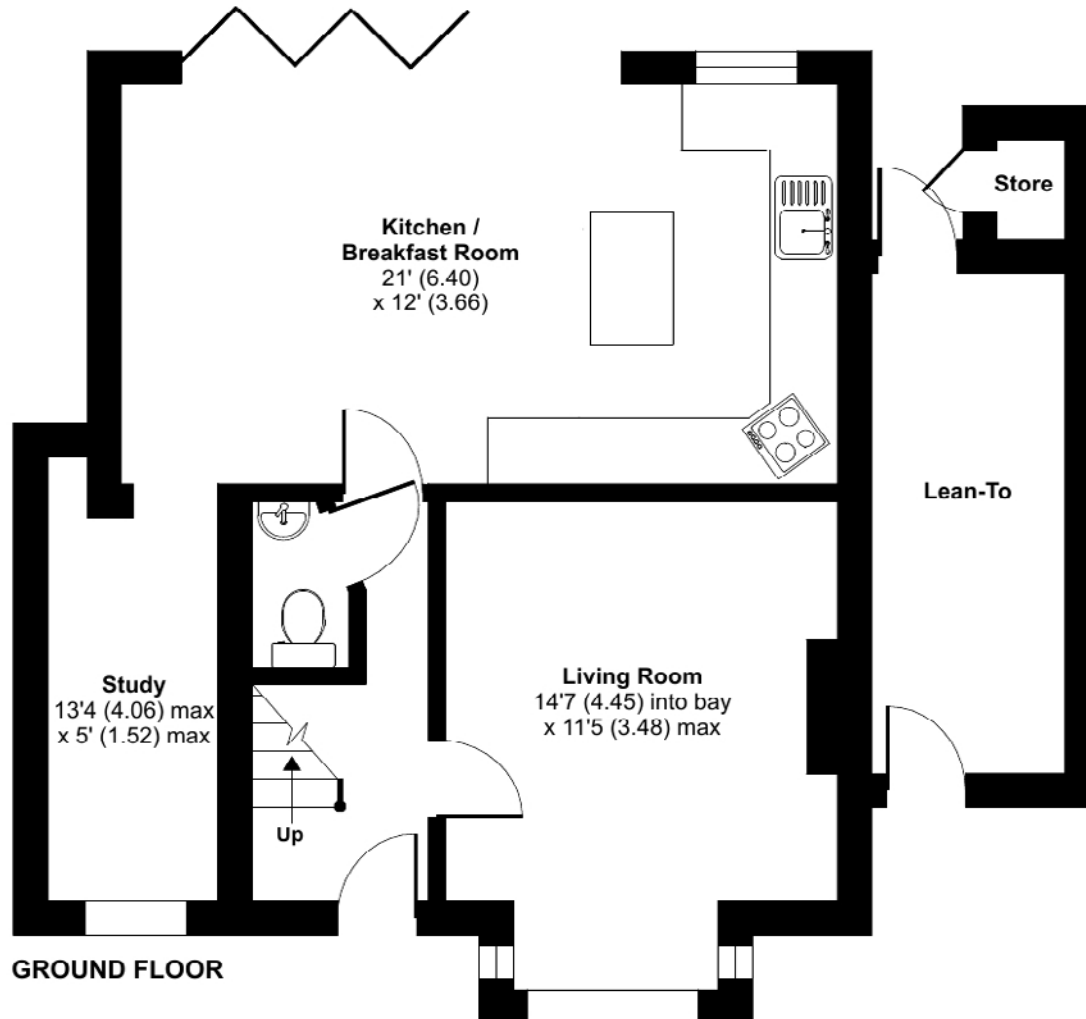 Store
Kitchen /
Breakfast Room
21' (6.40)
x 12' (3.66)
Lean-To
Study
13'4 (4.06) max
x 5' (1.52) max
Living Room
14'7 (4.45) into bay
x 11'5 (3.48) max
Up
GROUND FLOOR